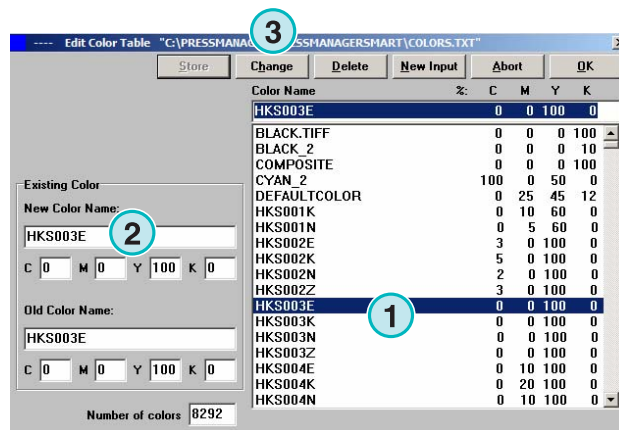 ---- Edit Color Table "C:\PRESSMANA SSMANAGERSMART\COLORS.TXT"
3
Store Change Delete New Input Abort OK
Color Name %: C M Y K
HKS003E 0 0 100 0
BLACK.TIFF 0 0 0 100
BLACK_2 0 0 0 10
COMPOSITE 0 0 0 100
CYAN_2 100 0 50 0
DEFAULTCOLOR 0 25 45 12
HKS001K 0 10 60 0
HKS001N 0 5 60 0
HKS002E 3 0 100 0
HKS002K 5 0 100 0
HKS002N 2 0 100 0
HKS002Z 3 0 100 0
HKS003E 0 0 100 0
1
HKS003K 0 0 100 0
HKS003N 0 0 100 0
HKS003Z 0 0 100 0
HKS004E 0 10 100 0
HKS004K 0 20 100 0
HKS004N 0 10 100 0
Existing Color
New Color Name:
HKS003E
2
C 0 M 0 Y 100 K 0
Old Color Name:
HKS003E
C 0 M 0 Y 100 K 0
Number of colors 8292